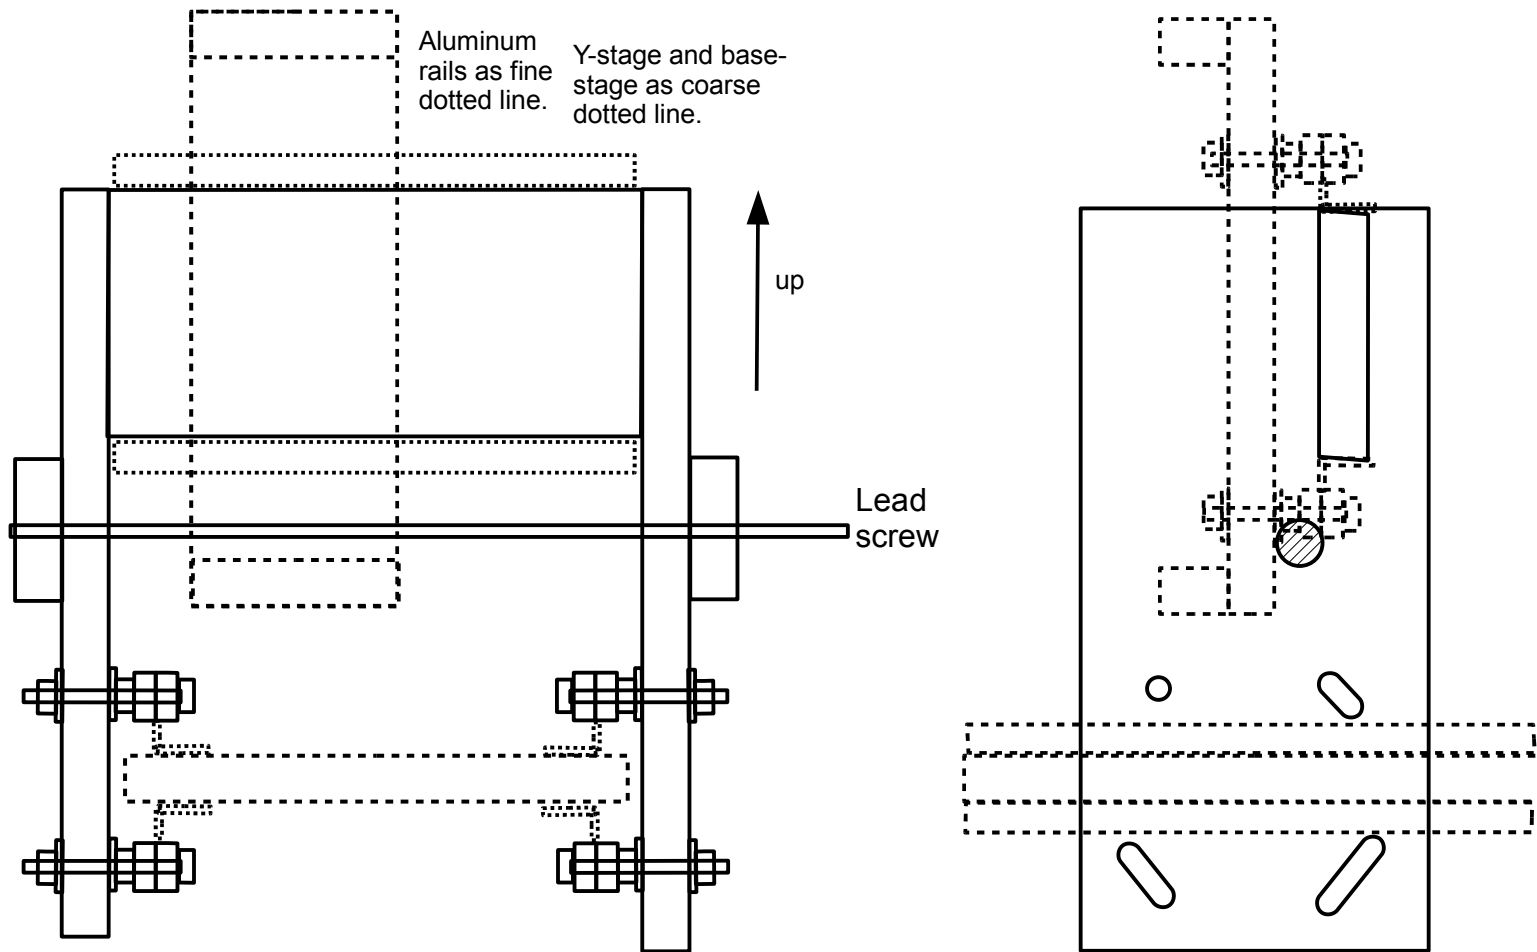 Aluminum
rails as fine
dotted line.
Y-stage and base-
stage as coarse
dotted line.
up
Lead
screw